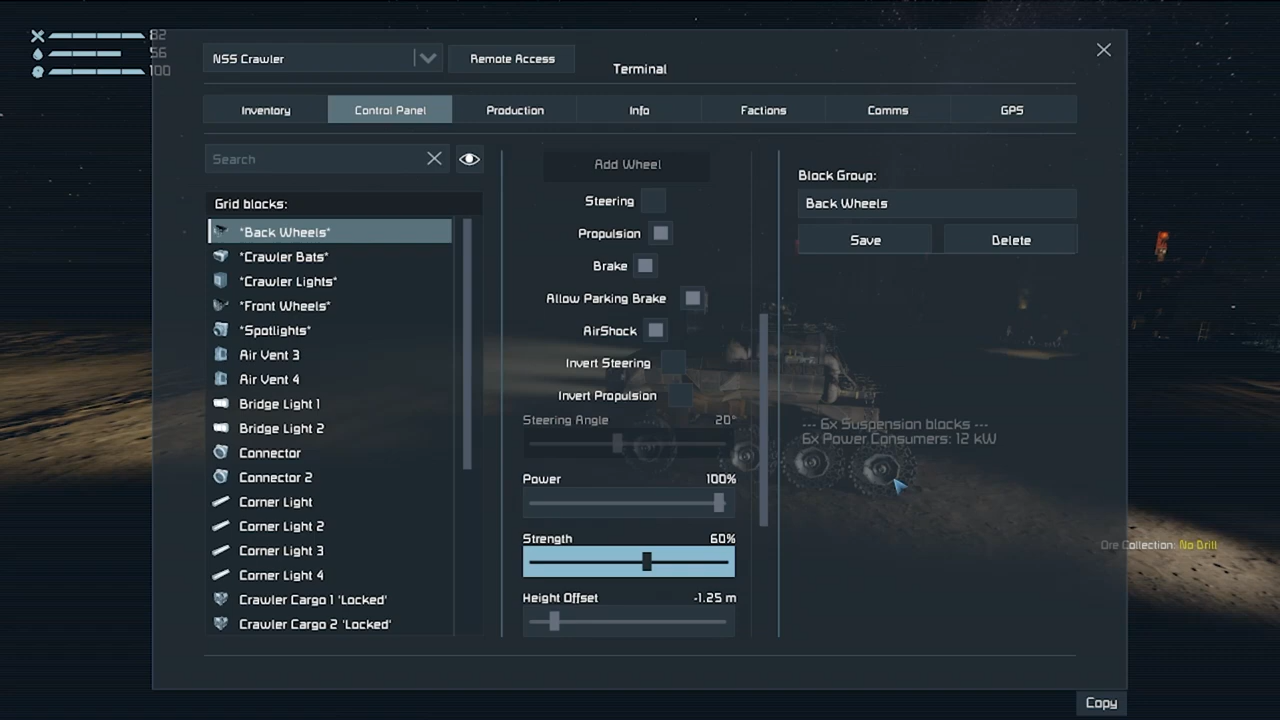 82
56
100
NSS Crawler
Remote Access
Terminal
Inventory
Control Panel
Production
Info
Factions
Comms
GPS
Search
Grid blocks:
*Back Wheels*
*Crawler Bats*
*Crawler Lights*
*Front Wheels*
*Spotlights*
Air Vent 3
Air Vent 4
Bridge Light 1
Bridge Light 2
Connector
Connector 2
Corner Light
Corner Light 2
Corner Light 3
Corner Light 4
Crawler Cargo 1 'Locked'
Crawler Cargo 2 'Locked'
Add Wheel
Steering
Propulsion
Brake
Allow Parking Brake
AirShock
Invert Steering
Invert Propulsion
Steering Angle 20°
Power 100%
Strength 60%
Height Offset -1.25 m
Block Group:
Back Wheels
Save
Delete
--- 6x Suspension blocks ---
6x Power Consumers: 12 kW
Ore Collection: No Drill
Copy